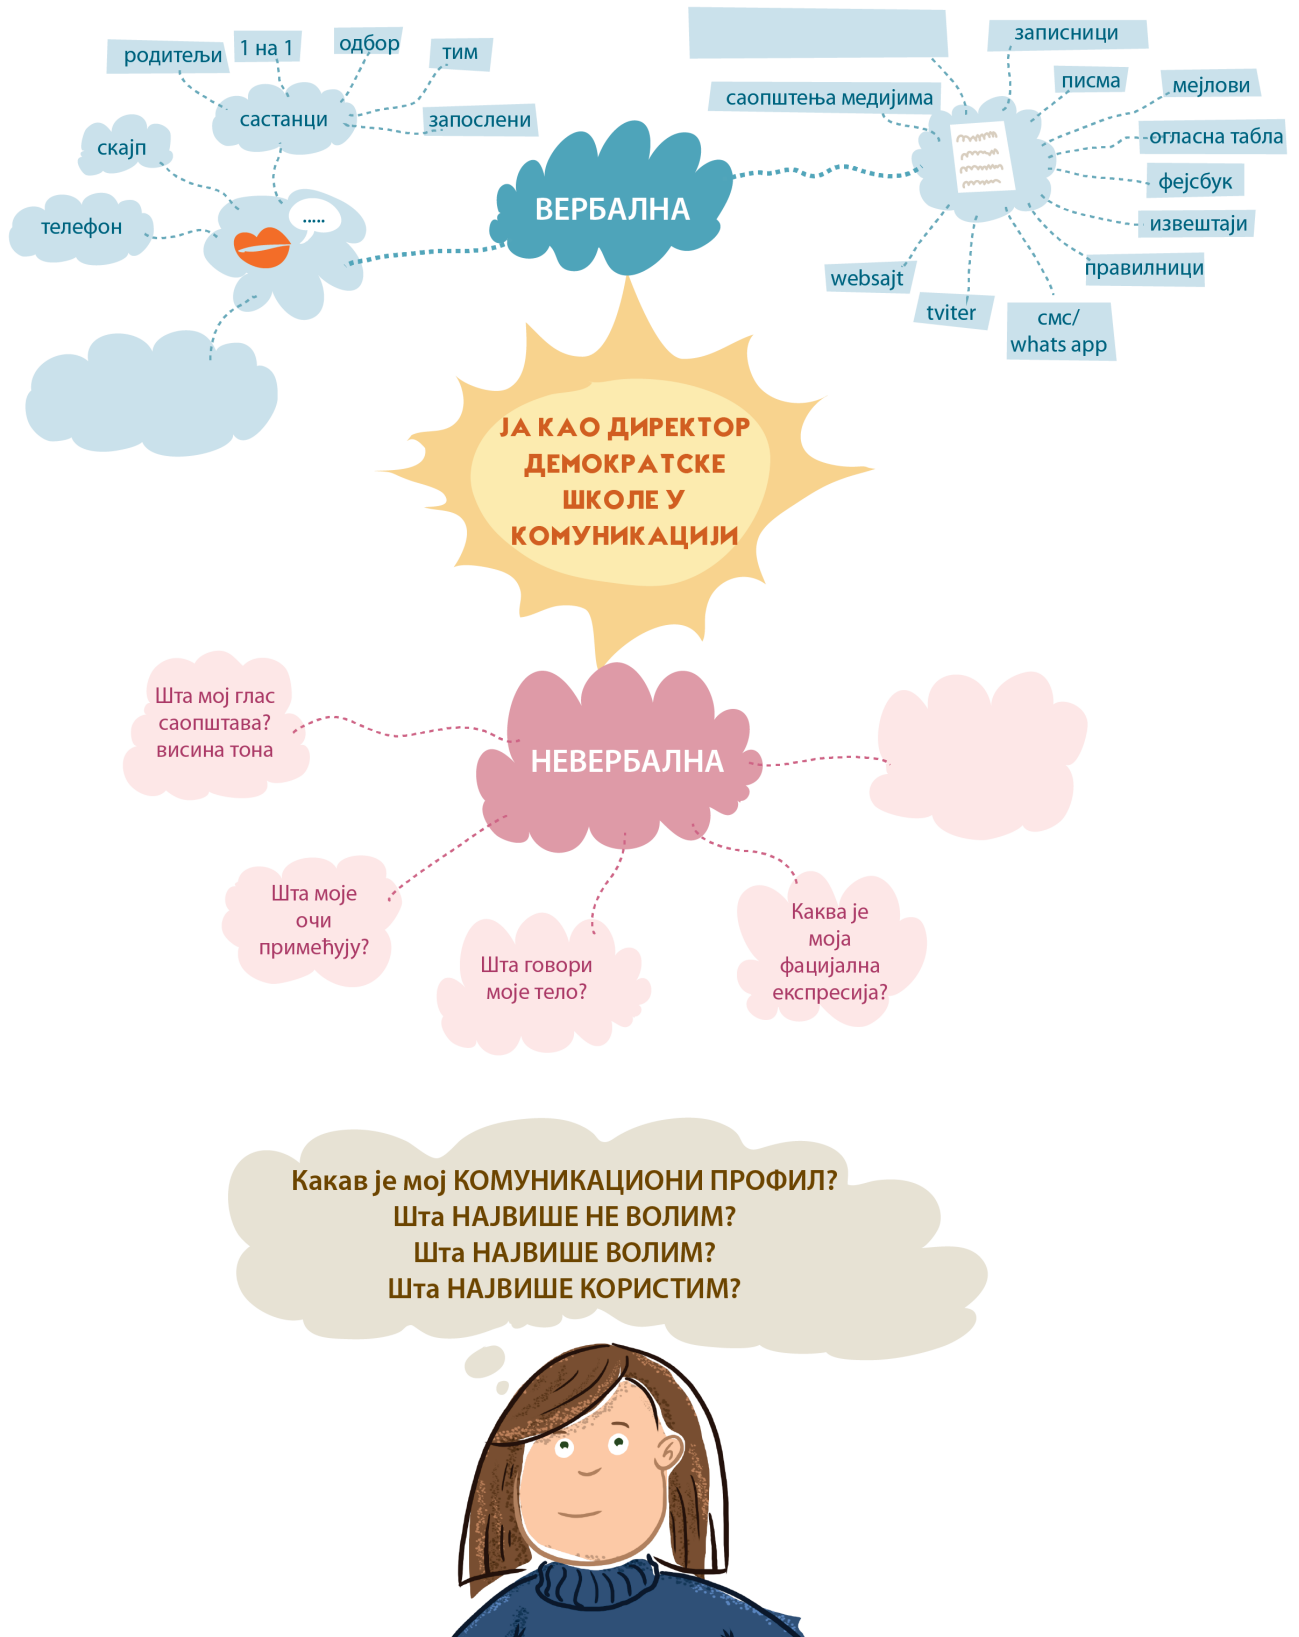 родитељи
1 на 1
одбор
тим
састанци
запослени
скајп
телефон
.....
ВЕРБАЛНА
записници
писма
саопштења медијима
мејлови
огласна табла
фејсбук
извештаји
правилници
websajt
tviter
смс/
whats app
ЈА КАО ДИРЕКТОР
ДЕМОКРАТСКЕ
ШКОЛЕ У
КОМУНИКАЦИЈИ
НЕВЕРБАЛНА
Шта мој глас
саопштава?
висина тона
Шта моје
очи
примећују?
Шта говори
моје тело?
Каква је
моја
фацијална
експресија?
Какав је мој КОМУНИКАЦИОНИ ПРОФИЛ?
Шта НАЈВИШЕ НЕ ВОЛИМ?
Шта НАЈВИШЕ ВОЛИМ?
Шта НАЈВИШЕ КОРИСТИМ?